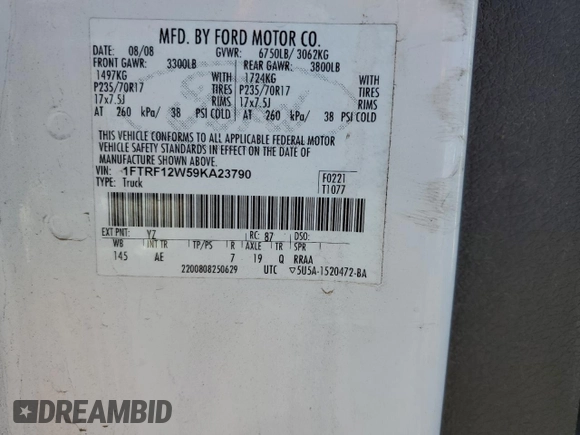 MFD. BY FORD MOTOR CO.
DATE: 08/08 GVWR: 6750LB/ 3062KG
FRONT GAWR: 3300LB REAR GAWR: 3800LB
1497KG WITH 1724KG WITH
P235/70R17 TIRES P235/70R17 TIRES
17x7.5J RIMS 17x7.5J RIMS
AT 260 kPa/ 38 PSI COLD AT 260 kPa/ 38 PSI COLD
THIS VEHICLE CONFORMS TO ALL APPLICABLE FEDERAL MOTOR
VEHICLE SAFETY STANDARDS IN EFFECT ON THE DATE OF
MANUFACTURE SHOWN ABOVE.
VIN: 1FTRF12W59KA23790 F0221
TYPE: Truck T1077
EXT PNT: YZ RC: 87 DSO:
WB INT TR TP/PS R AXLE TR SPR
145 AE 7 19 Q RRAA
2200808250629 UTC ▽5U5A-1520472-BA
DREAMBID